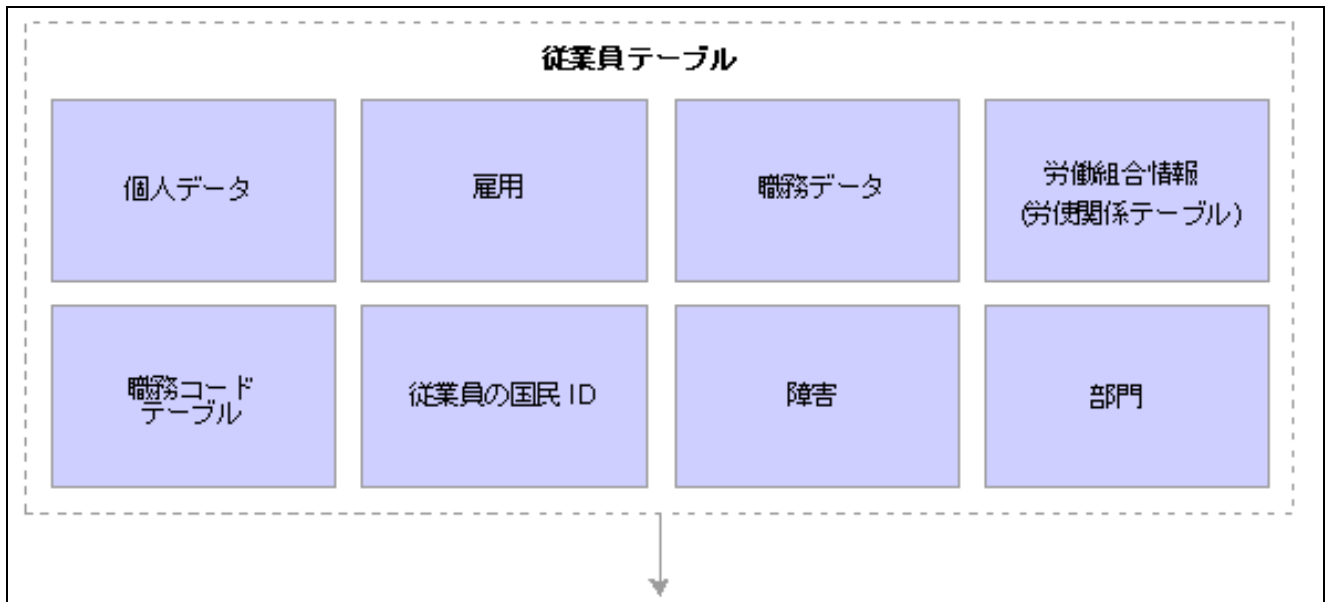 従業員テーブル
個人データ
雇用
職務データ
労働組合情報
(労使関係テーブル)
職務コード
テーブル
従業員の国民 ID
障害
部門